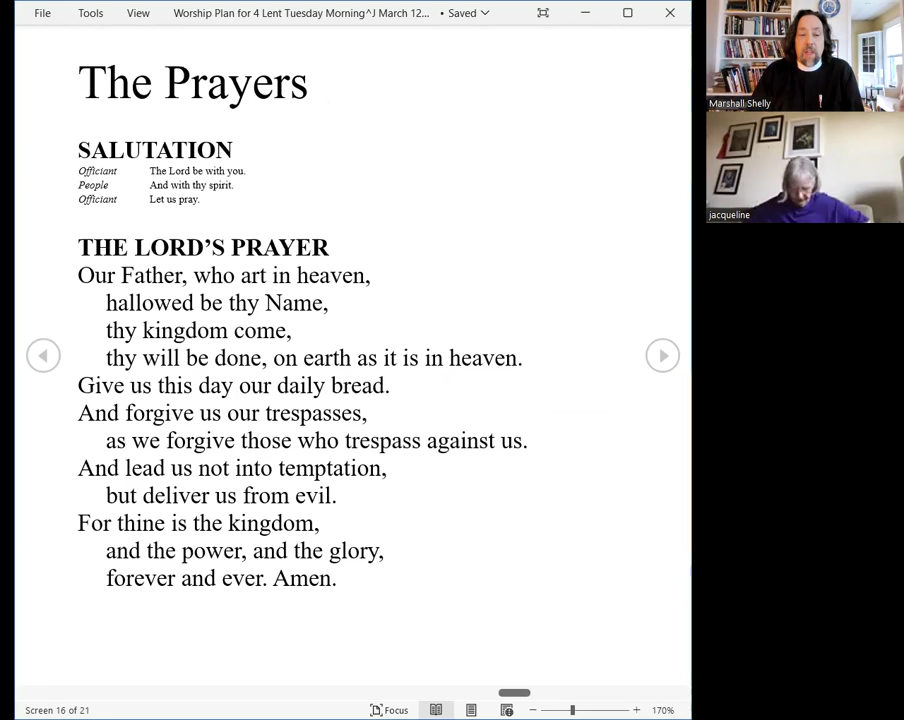 File Tools View Worship Plan for 4 Lent Tuesday Morning^J March 12... • Saved
The Prayers
SALUTATION
Officiant The Lord be with you.
People And with thy spirit.
Officiant Let us pray.
THE LORD'S PRAYER
Our Father, who art in heaven,
hallowed be thy Name,
thy kingdom come,
thy will be done, on earth as it is in heaven.
Give us this day our daily bread.
And forgive us our trespasses,
as we forgive those who trespass against us.
And lead us not into temptation,
but deliver us from evil.
For thine is the kingdom,
and the power, and the glory,
forever and ever. Amen.
Screen 16 of 21 Focus 170%
Marshall Shelly
jacqueline